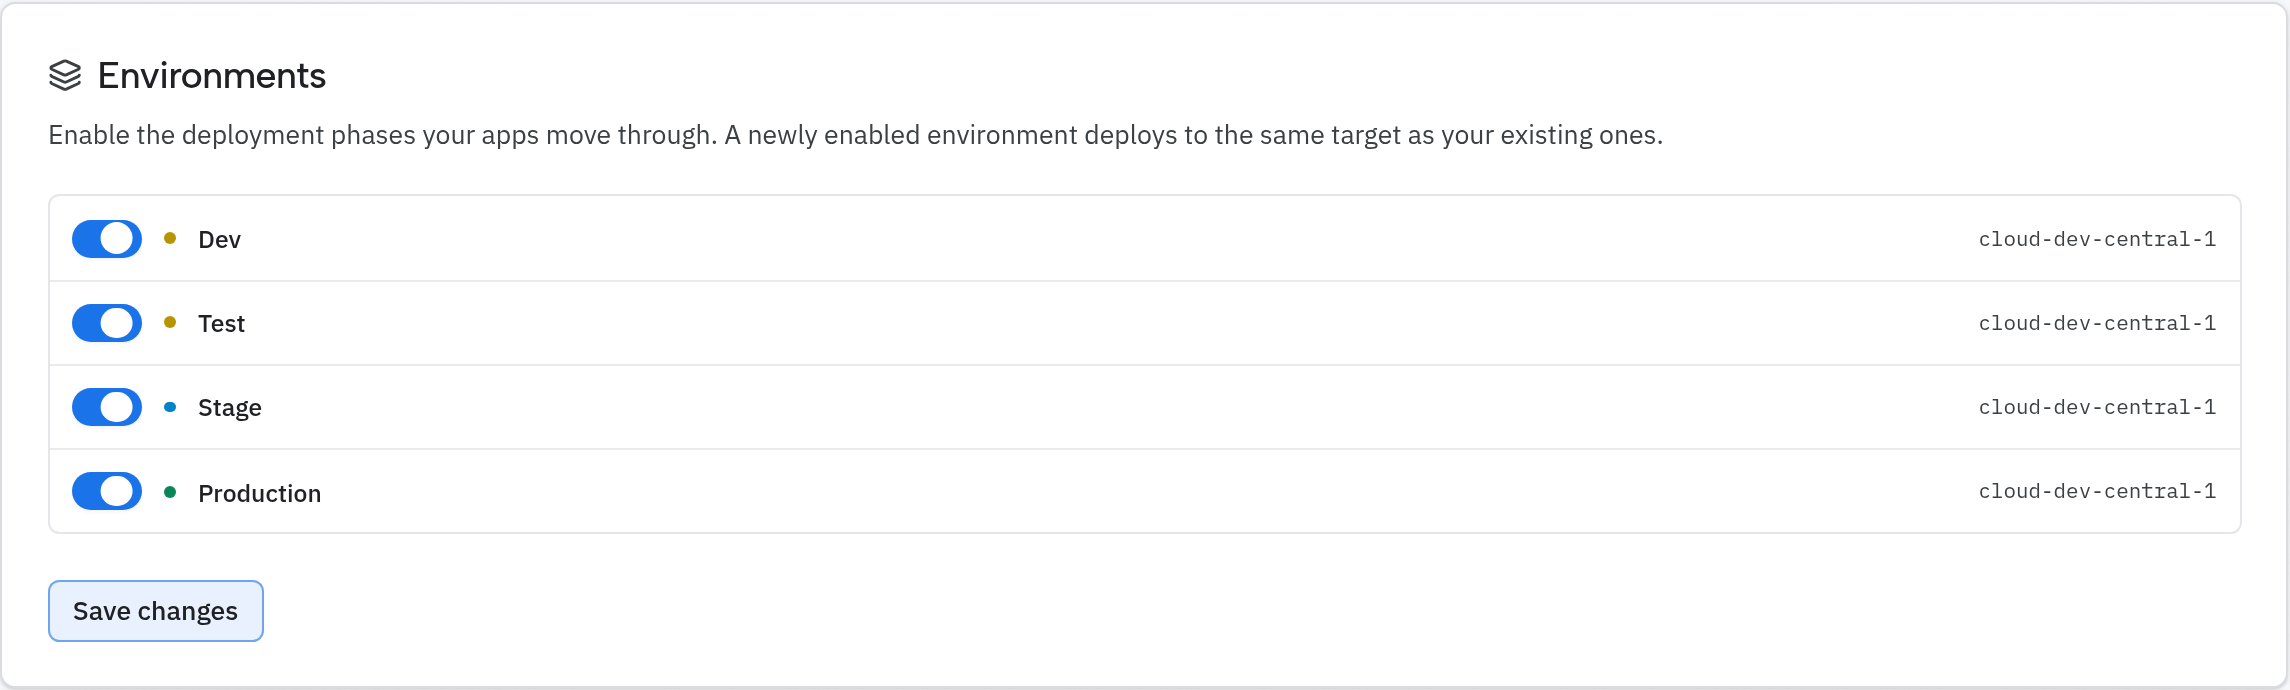 Environments
Enable the deployment phases your apps move through. A newly enabled environment deploys to the same target as your existing ones.
Dev cloud-dev-central-1
Test cloud-dev-central-1
Stage cloud-dev-central-1
Production cloud-dev-central-1
Save changes